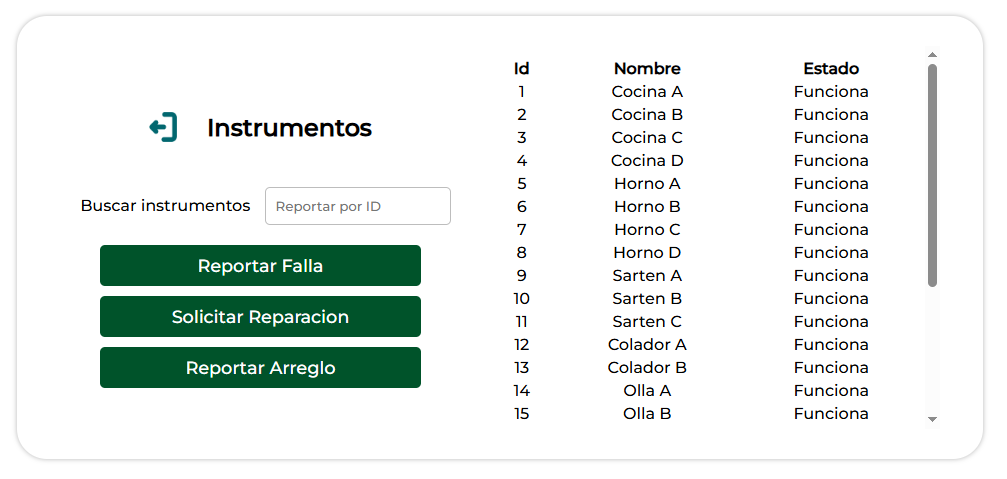 Instrumentos
Buscar instrumentos Reportar por ID
Reportar Falla
Solicitar Reparacion
Reportar Arreglo
Id Nombre Estado
1 Cocina A Funciona
2 Cocina B Funciona
3 Cocina C Funciona
4 Cocina D Funciona
5 Horno A Funciona
6 Horno B Funciona
7 Horno C Funciona
8 Horno D Funciona
9 Sarten A Funciona
10 Sarten B Funciona
11 Sarten C Funciona
12 Colador A Funciona
13 Colador B Funciona
14 Olla A Funciona
15 Olla B Funciona